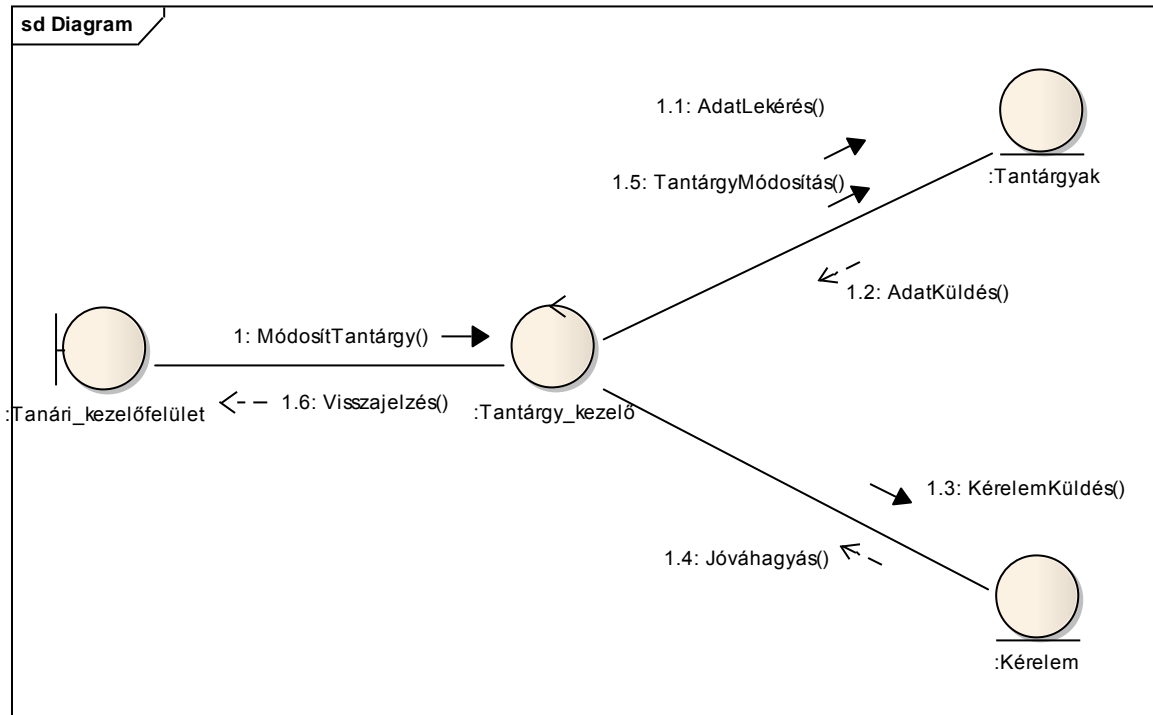 sd Diagram
1.1: AdatLekérés()
1.5: TantárgyMódosítás()
:Tantárgyak
1.2: AdatKüldés()
1: MódosítTantárgy()
1.6: Visszajelzés()
:Tanári_kezelőfelület
:Tantárgy_kezelő
1.3: KérelemKüldés()
1.4: Jóváhagyás()
:Kérelem